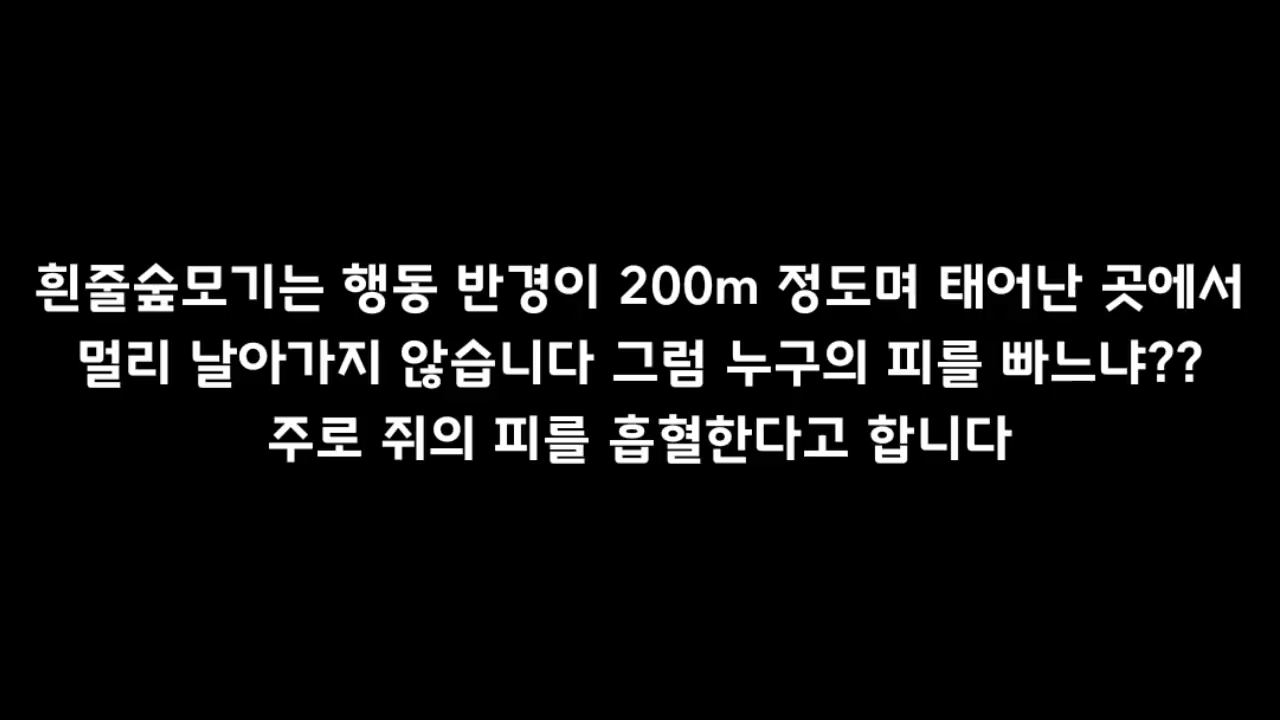 흰줄숲모기는 행동 반경이 200m 정도며 태어난 곳에서
멀리 날아가지 않습니다 그럼 누구의 피를 빠느냐??
주로 쥐의 피를 흡혈한다고 합니다